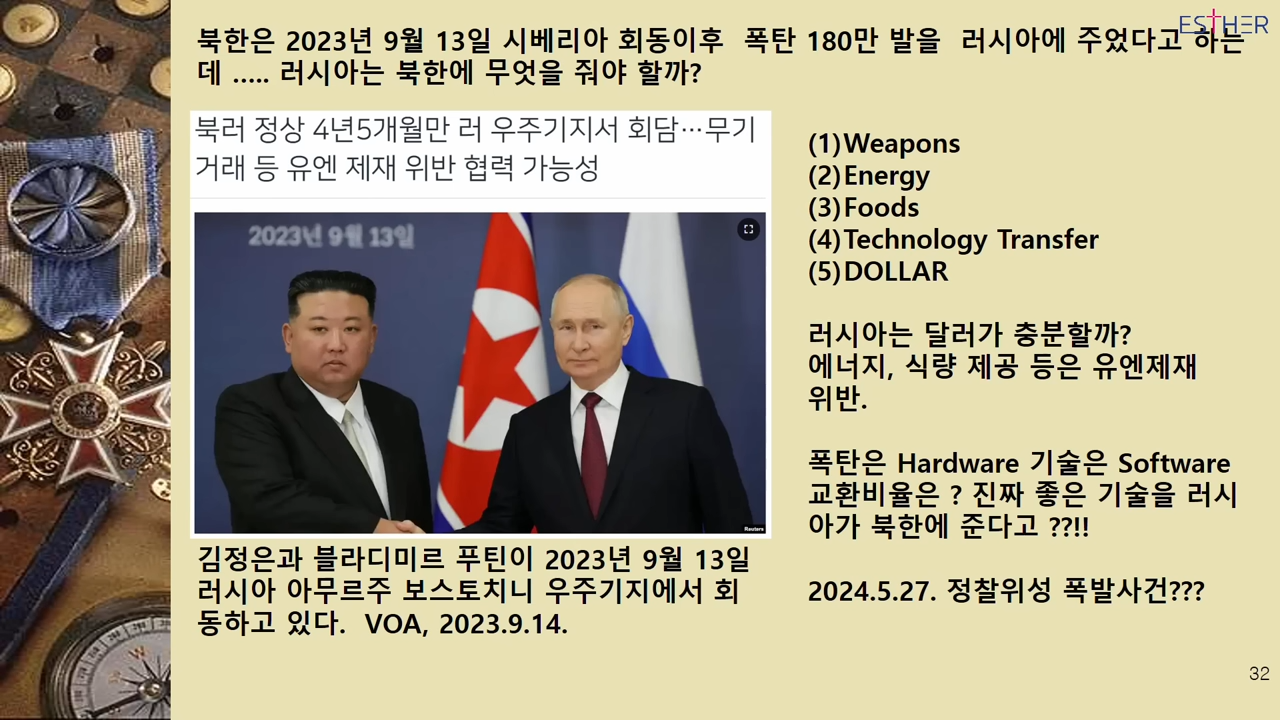 ESTHER
북한은 2023년 9월 13일 시베리아 회동이후 폭탄 180만 발을 러시아에 주었다고 하는
데 ..... 러시아는 북한에 무엇을 줘야 할까?
북러 정상 4년5개월만 러 우주기지서 회담…무기
거래 등 유엔 제재 위반 협력 가능성
2023년 9월 13일
Reuters
김정은과 블라디미르 푸틴이 2023년 9월 13일
러시아 아무르주 보스토치니 우주기지에서 회
동하고 있다. VOA, 2023.9.14.
(1)Weapons
(2)Energy
(3)Foods
(4)Technology Transfer
(5)DOLLAR
러시아는 달러가 충분할까?
에너지, 식량 제공 등은 유엔제재
위반.
폭탄은 Hardware 기술은 Software
교환비율은 ? 진짜 좋은 기술을 러시
아가 북한에 준다고 ??!!
2024.5.27. 정찰위성 폭발사건???
32